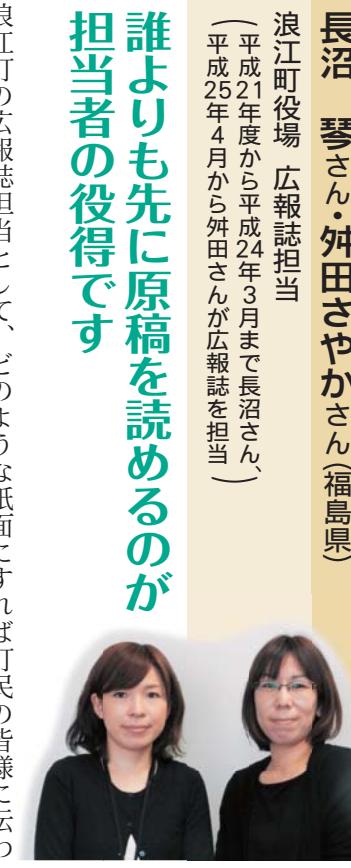 長沼 琴さん・舛田さやかさん(福島県)
浪江町役場 広報誌担当
(平成21年度から平成24年3月まで長沼さん、
平成25年4月から舛田さんが広報誌を担当)
誰よりも先に原稿を読めるのが
担当者の役得です
浪江町の広報誌担当として、どのような紙面にすれば町民の皆様に伝わ